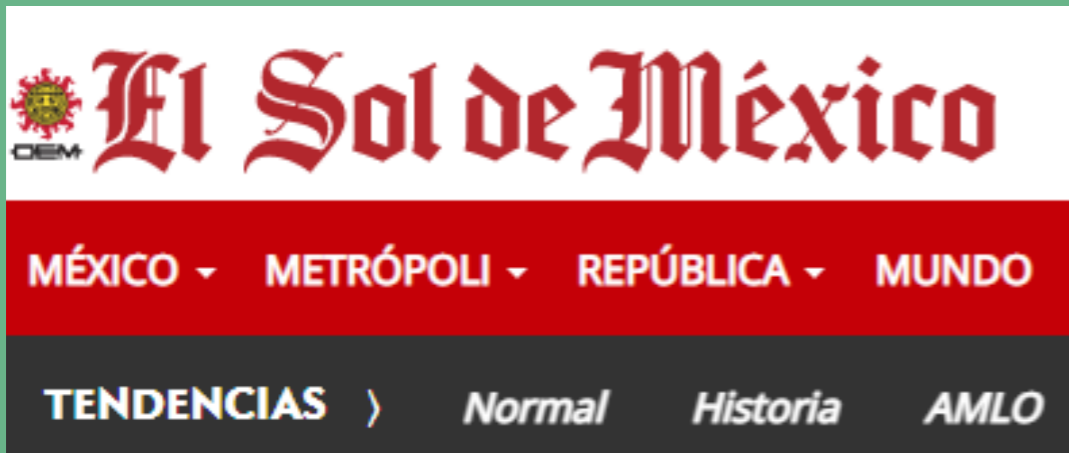 El Sol de México
OEM
MÉXICO METRÓPOLI REPÚBLICA MUNDO
TENDENCIAS 〉 Normal Historia AMLO